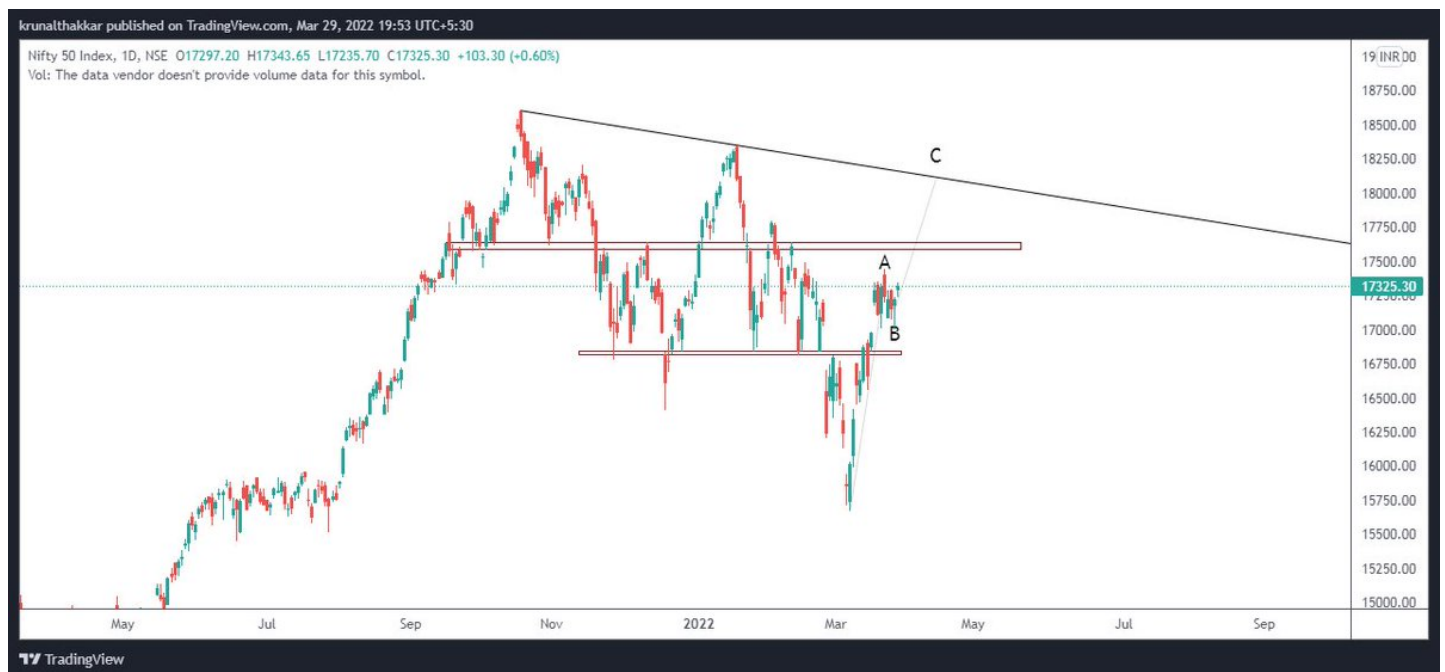 krunalthakkar published on TradingView.com, Mar 29, 2022 19:53 UTC+5:30
Nifty 50 Index, 1D, NSE O17297.20 H17343.65 L17235.70 C17325.30 +103.30 (+0.60%)
Vol: The data vendor doesn't provide volume data for this symbol.
INR
18750.00
18500.00
C
18250.00
18000.00
17750.00
A
17500.00
17325.30
B
17000.00
16750.00
16500.00
16250.00
16000.00
15750.00
15500.00
15250.00
15000.00
May Jul Sep Nov 2022 Mar May Jul Sep
TradingView